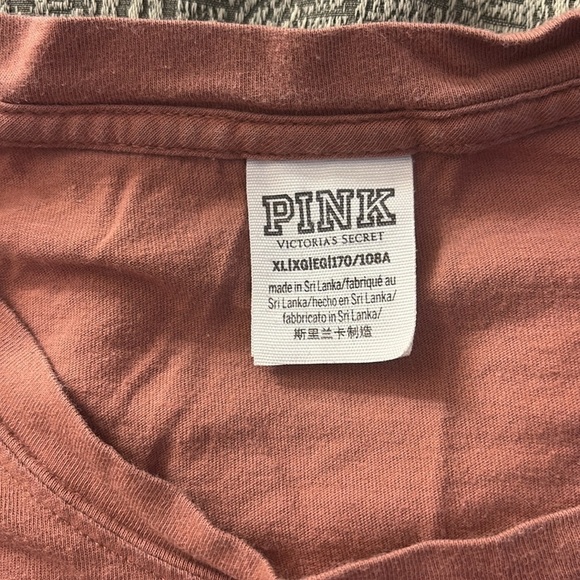 PINK
VICTORIA'S SECRET
XL|XG|EG|170/108A
made in Sri Lanka/fabriqué au
Sri Lanka/hecho en Sri Lanka/
fabbricato in Sri Lanka/
斯里兰卡制造